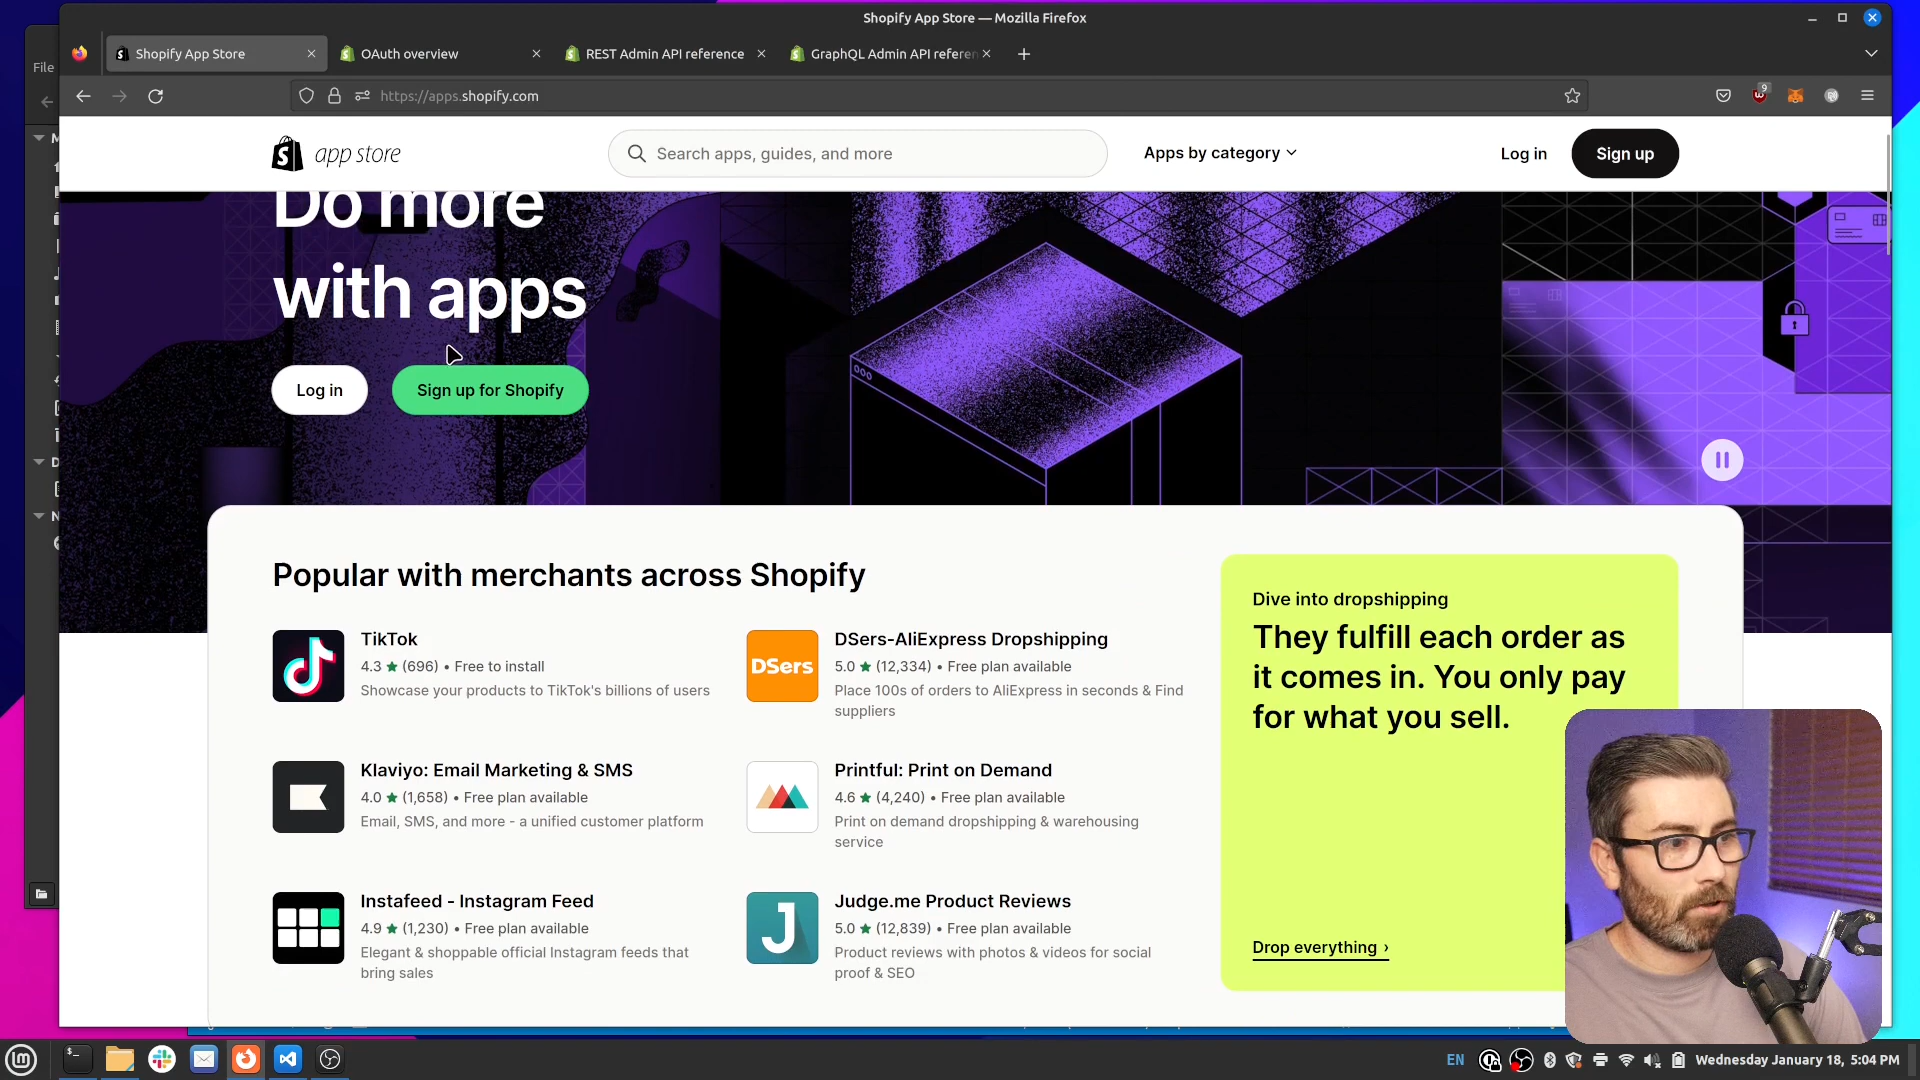 Shopify App Store — Mozilla Firefox
File
Shopify App Store
OAuth overview
REST Admin API reference
GraphQL Admin API referen
https://apps.shopify.com
9
app store
Search apps, guides, and more
Apps by category
Log in
Sign up
Do more
with apps
Log in
Sign up for Shopify
Popular with merchants across Shopify
TikTok
4.3 ★ (696) • Free to install
Showcase your products to TikTok's billions of users
DSers
DSers-AliExpress Dropshipping
5.0 ★ (12,334) • Free plan available
Place 100s of orders to AliExpress in seconds & Find
suppliers
Klaviyo: Email Marketing & SMS
4.0 ★ (1,658) • Free plan available
Email, SMS, and more - a unified customer platform
Printful: Print on Demand
4.6 ★ (4,240) • Free plan available
Print on demand dropshipping & warehousing
service
Instafeed - Instagram Feed
4.9 ★ (1,230) • Free plan available
Elegant & shoppable official Instagram feeds that
bring sales
J
Judge.me Product Reviews
5.0 ★ (12,839) • Free plan available
Product reviews with photos & videos for social
proof & SEO
Dive into dropshipping
They fulfill each order as
it comes in. You only pay
for what you sell.
Drop everything ›
EN
Wednesday January 18, 5:04 PM